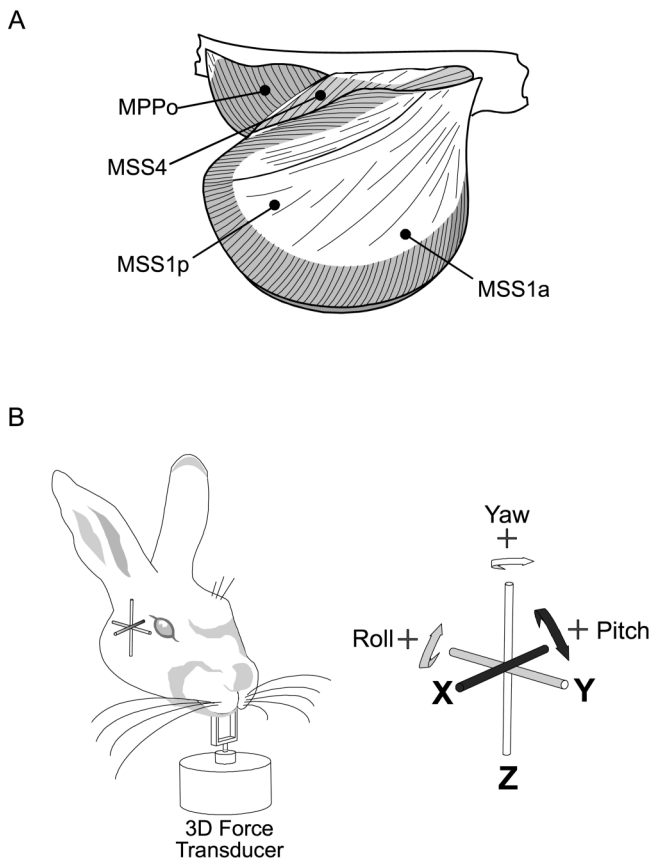 A
MPPo
MSS4
MSS1p
MSS1a
B
Yaw
+
Roll +
+ Pitch
X
Y
Z
3D Force
Transducer